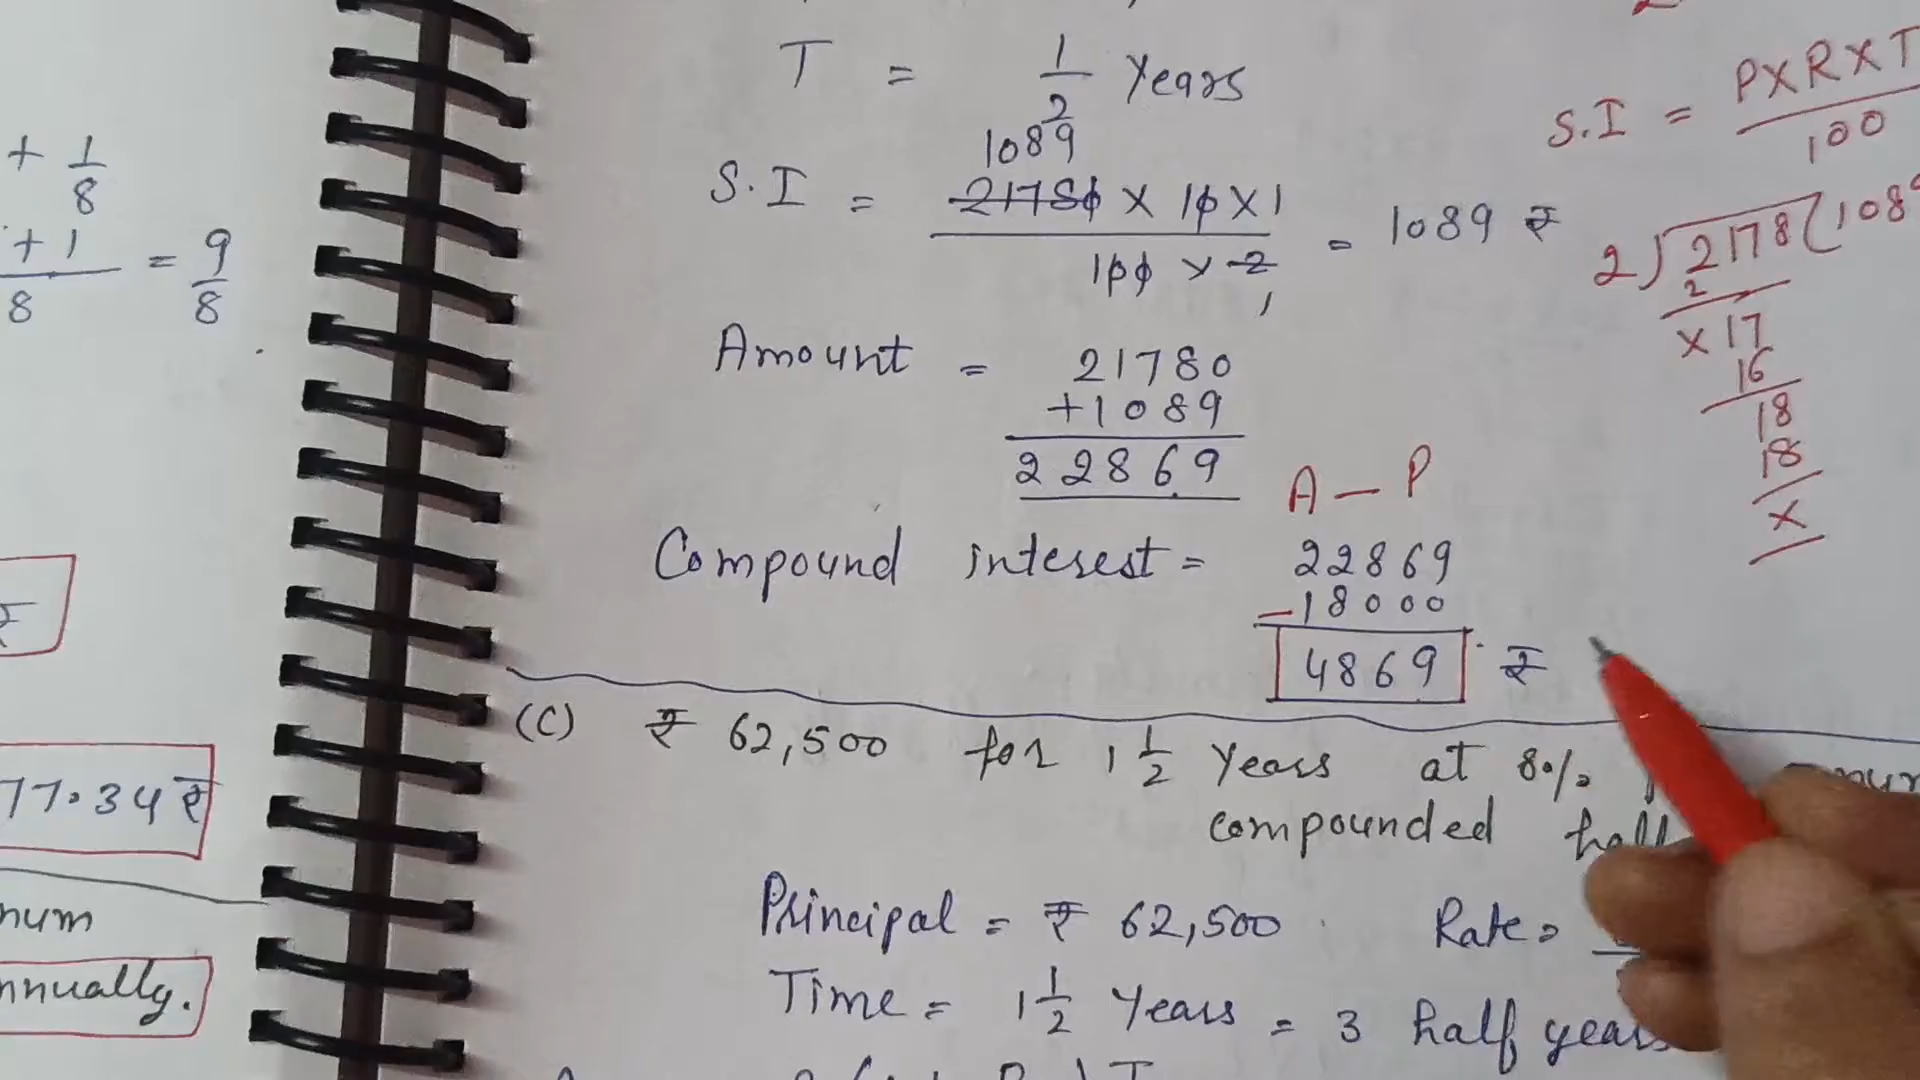 + 1/8
+ 1 / 8 = 9/8
77.34 ₹
num
nnually.
T = 1/2 Years
1089
S.I = 21780 x 10 x 1 / 100 x 2 = 1089 ₹
1
Amount = 21780
+1089
22869
A - P
Compound interest = 22869
-18000
4869 ₹
(C) ₹ 62,500 for 1 1/2 Years at 8%
compounded half
Principal = ₹ 62,500 Rate =
Time = 1 1/2 Years = 3 half years
S.I = P x R x T / 100
2)2178(1089
2
x17
16
18
18
x